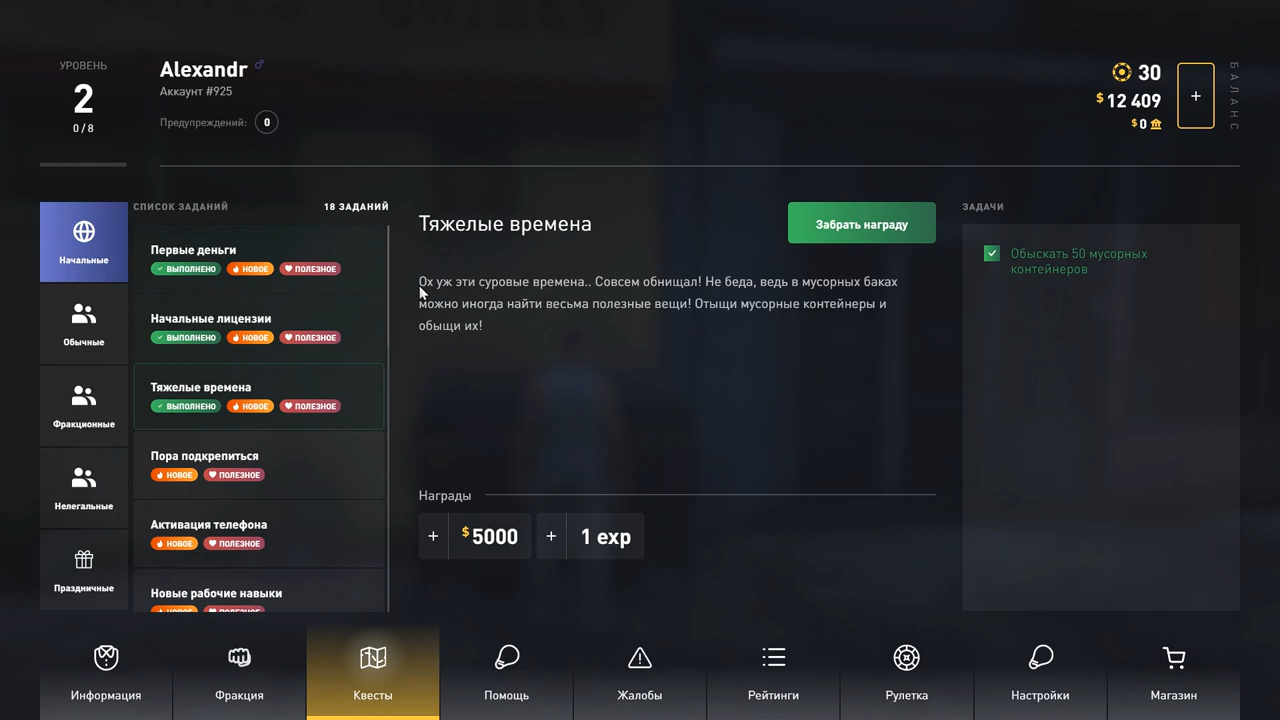 УРОВЕНЬ
2
0 / 8
Alexandr
Аккаунт #925
Предупреждений: 0
30
$ 12 409
$ 0
+
БАЛАНС
Начальные
Обычные
Фракционные
Нелегальные
Праздничные
СПИСОК ЗАДАНИЙ 18 ЗАДАНИЙ
Первые деньги
ВЫПОЛНЕНО НОВОЕ ПОЛЕЗНОЕ
Начальные лицензии
ВЫПОЛНЕНО НОВОЕ ПОЛЕЗНОЕ
Тяжелые времена
ВЫПОЛНЕНО НОВОЕ ПОЛЕЗНОЕ
Пора подкрепиться
НОВОЕ ПОЛЕЗНОЕ
Активация телефона
НОВОЕ ПОЛЕЗНОЕ
Новые рабочие навыки
НОВОЕ ПОЛЕЗНОЕ
Тяжелые времена
Забрать награду
Ох уж эти суровые времена.. Совсем обнищал! Не беда, ведь в мусорных баках
можно иногда найти весьма полезные вещи! Отыщи мусорные контейнеры и
обыщи их!
Награды
+ $ 5000 + 1 exp
ЗАДАЧИ
Обыскать 50 мусорных
контейнеров
Информация
Фракция
Квесты
Помощь
Жалобы
Рейтинги
Рулетка
Настройки
Магазин